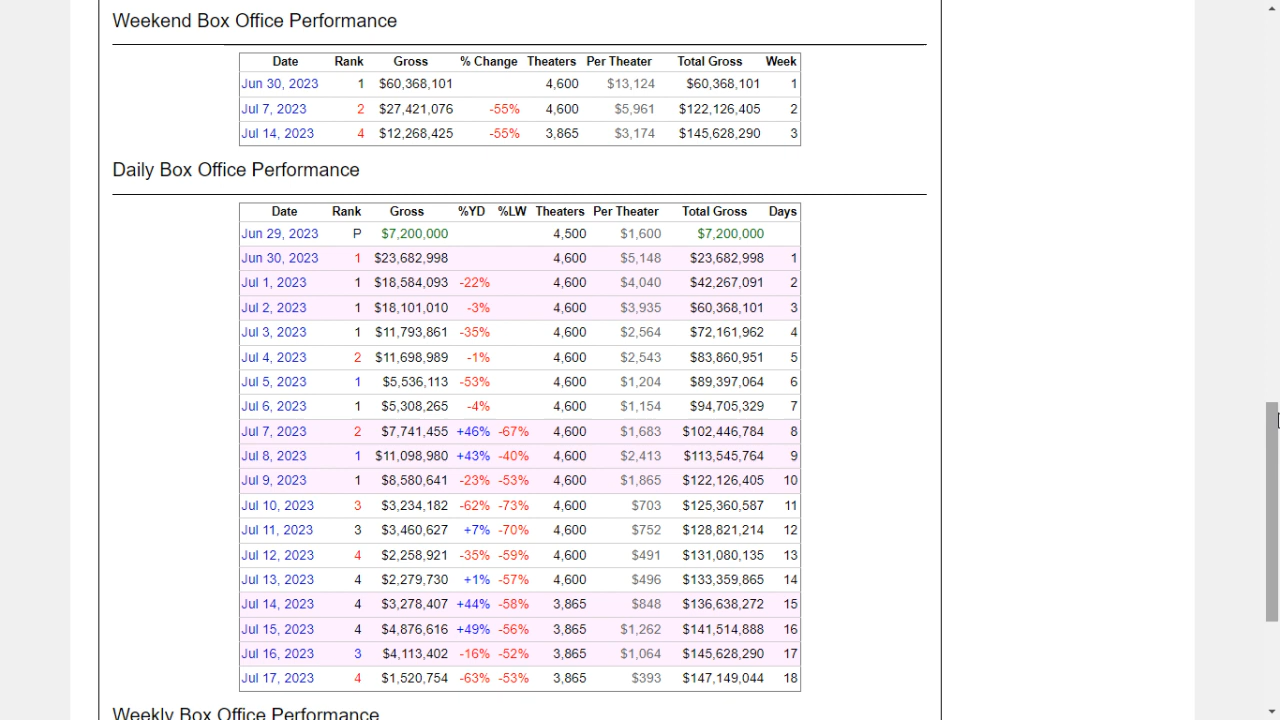 Weekend Box Office Performance
Date Rank Gross % Change Theaters Per Theater Total Gross Week
Jun 30, 2023 1 $60,368,101 4,600 $13,124 $60,368,101 1
Jul 7, 2023 2 $27,421,076 -55% 4,600 $5,961 $122,126,405 2
Jul 14, 2023 4 $12,268,425 -55% 3,865 $3,174 $145,628,290 3
Daily Box Office Performance
Date Rank Gross %YD %LW Theaters Per Theater Total Gross Days
Jun 29, 2023 P $7,200,000 4,500 $1,600 $7,200,000
Jun 30, 2023 1 $23,682,998 4,600 $5,148 $23,682,998 1
Jul 1, 2023 1 $18,584,093 -22% 4,600 $4,040 $42,267,091 2
Jul 2, 2023 1 $18,101,010 -3% 4,600 $3,935 $60,368,101 3
Jul 3, 2023 1 $11,793,861 -35% 4,600 $2,564 $72,161,962 4
Jul 4, 2023 2 $11,698,989 -1% 4,600 $2,543 $83,860,951 5
Jul 5, 2023 1 $5,536,113 -53% 4,600 $1,204 $89,397,064 6
Jul 6, 2023 1 $5,308,265 -4% 4,600 $1,154 $94,705,329 7
Jul 7, 2023 2 $7,741,455 +46% -67% 4,600 $1,683 $102,446,784 8
Jul 8, 2023 1 $11,098,980 +43% -40% 4,600 $2,413 $113,545,764 9
Jul 9, 2023 1 $8,580,641 -23% -53% 4,600 $1,865 $122,126,405 10
Jul 10, 2023 3 $3,234,182 -62% -73% 4,600 $703 $125,360,587 11
Jul 11, 2023 3 $3,460,627 +7% -70% 4,600 $752 $128,821,214 12
Jul 12, 2023 4 $2,258,921 -35% -59% 4,600 $491 $131,080,135 13
Jul 13, 2023 4 $2,279,730 +1% -57% 4,600 $496 $133,359,865 14
Jul 14, 2023 4 $3,278,407 +44% -58% 3,865 $848 $136,638,272 15
Jul 15, 2023 4 $4,876,616 +49% -56% 3,865 $1,262 $141,514,888 16
Jul 16, 2023 3 $4,113,402 -16% -52% 3,865 $1,064 $145,628,290 17
Jul 17, 2023 4 $1,520,754 -63% -53% 3,865 $393 $147,149,044 18
Weekly Box Office Performance